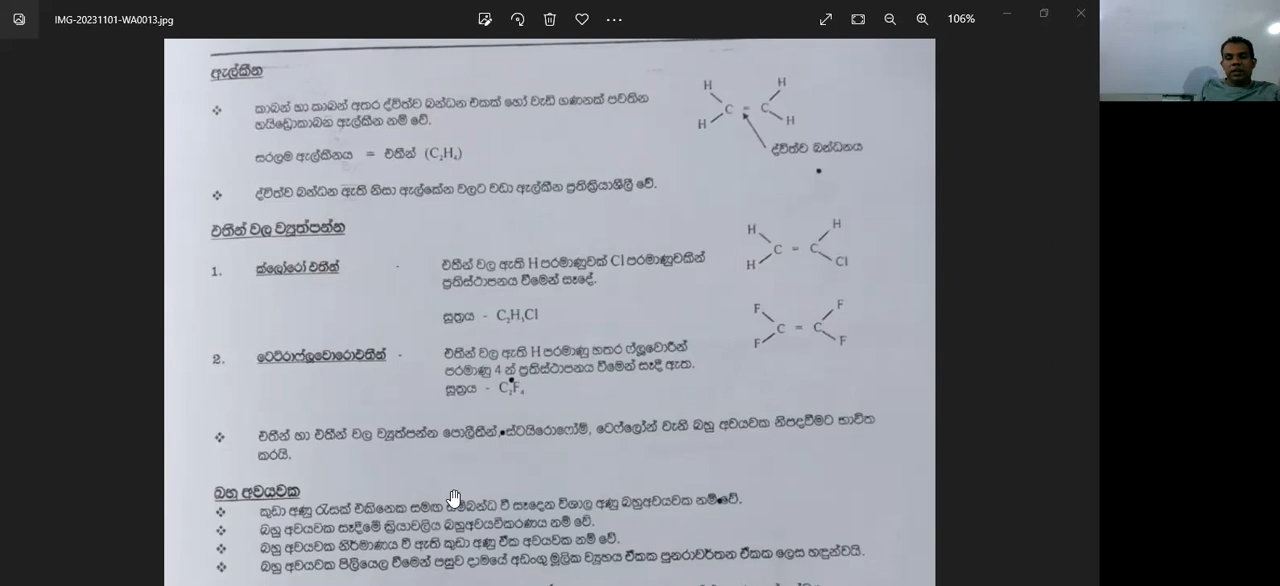 IMG-20231101-WA0013.jpg
106%
ඇල්කීන
❖ කාබන් හා කාබන් අතර ද්විත්ව බන්ධන එකක් හෝ වැඩි ගණනක් පවතින
හයිඩ්‍රොකාබන ඇල්කීන නම් වේ.
සරලම ඇල්කීනය = එතීන් (C₂H₄)
H H
C = C
H H
ද්විත්ව බන්ධනය
❖ ද්විත්ව බන්ධන ඇති නිසා ඇල්කේන වලට වඩා ඇල්කීන ප්‍රතික්‍රියාශීලී වේ.
එතීන් වල ව්‍යුත්පන්න
1. ක්ලෝරෝ එතීන් - එතීන් වල ඇති H පරමාණුවක් Cl පරමාණුවකින්
ප්‍රතිස්ථාපනය වීමෙන් සෑදේ.
සූත්‍රය - C₂H₃Cl
H H
C = C
H Cl
2. ටෙට්රාෆ්ලුවොරොඑතීන් - එතීන් වල ඇති H පරමාණු හතර ෆ්ලුවොරීන්
පරමාණු 4 න් ප්‍රතිස්ථාපනය වීමෙන් සෑදී ඇත.
සූත්‍රය - C₂F₄
F F
C = C
F F
❖ එතීන් හා එතීන් වල ව්‍යුත්පන්න පොලිතීන්, ස්ටයිරොෆෝම්, ටෙෆ්ලෝන් වැනි බහු අවයවක නිපදවීමට භාවිත
කරයි.
බහු අවයවක
❖ කුඩා අණු රැසක් එකිනෙක සමඟ සම්බන්ධ වී සෑදෙන විශාල අණු බහුඅවයවක නම් වේ.
❖ බහු අවයවක සෑදීමේ ක්‍රියාවලිය බහුඅවයවීකරණය නම් වේ.
❖ බහු අවයවක නිර්මාණය වී ඇති කුඩා අණු ඒක අවයවක නම් වේ.
❖ බහු අවයවක පිලියෙල වීමෙන් පසුව දාමයේ අඩංගු මූලික ව්‍යුහය ඒකක පුනරාවර්තන ඒකක ලෙස හඳුන්වයි.